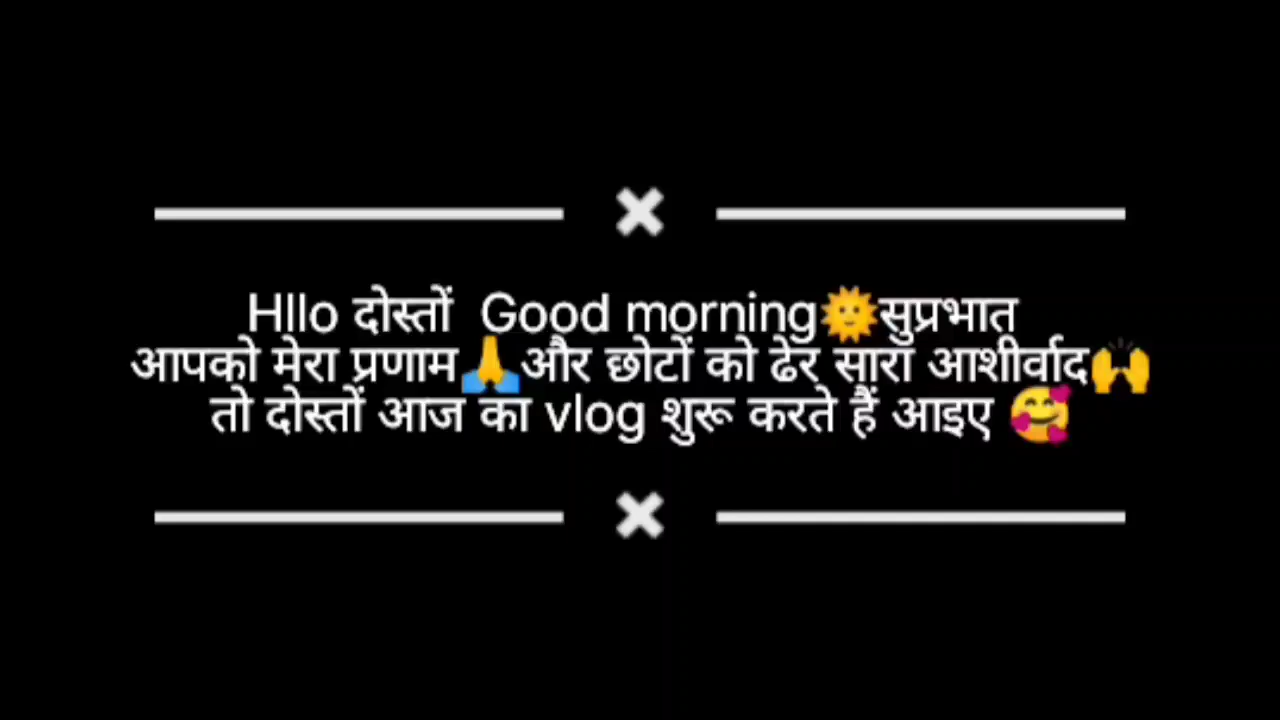 Hllo दोस्तों  Good morning🌞सुप्रभात
आपको मेरा प्रणाम🙏और छोटों को ढेर सारा आशीर्वाद🙌
तो दोस्तों आज का vlog शुरू करते हैं आइए 🥰